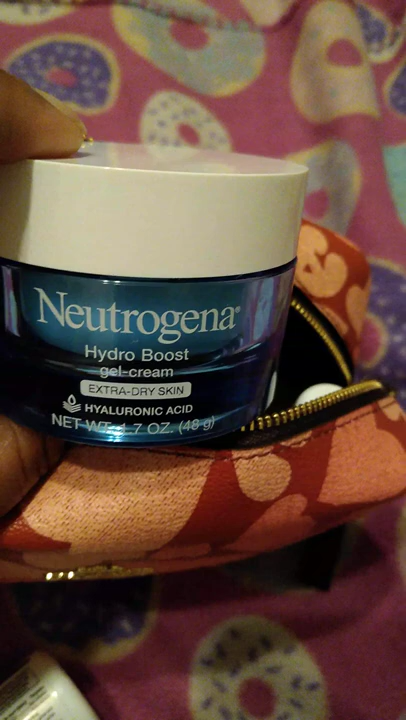 Neutrogena®
Hydro Boost
gel-cream
EXTRA-DRY SKIN
HYALURONIC ACID
NET WT. 1.7 OZ. (48 g)